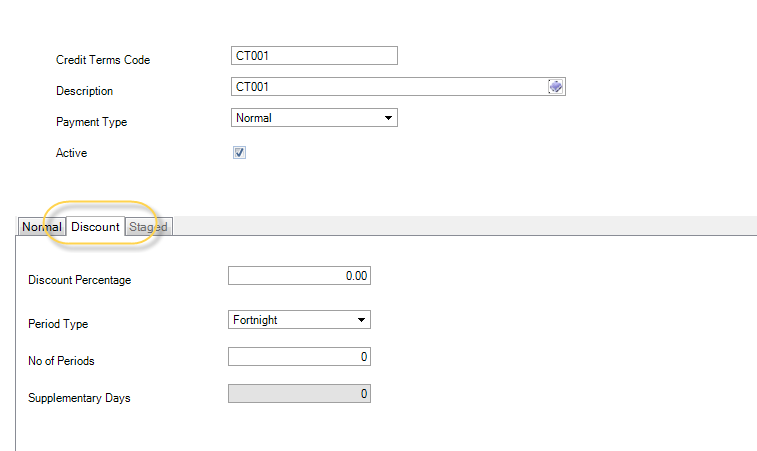 Credit Terms Code CT001
Description CT001
Payment Type Normal
Active
Normal Discount Staged
Discount Percentage 0.00
Period Type Fortnight
No of Periods 0
Supplementary Days 0